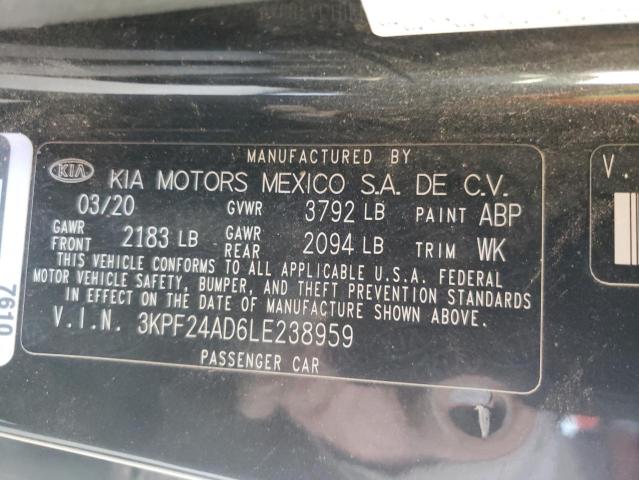 MANUFACTURED BY
KIA KIA MOTORS MEXICO S.A. DE C.V.
03/20 GVWR 3792 LB PAINT ABP
GAWR FRONT 2183 LB GAWR REAR 2094 LB TRIM WK
THIS VEHICLE CONFORMS TO ALL APPLICABLE U.S.A. FEDERAL
MOTOR VEHICLE SAFETY, BUMPER, AND THEFT PREVENTION STANDARDS
IN EFFECT ON THE DATE OF MANUFACTURE SHOWN ABOVE.
V.I.N. 3KPF24AD6LE238959
PASSENGER CAR
7610
V.